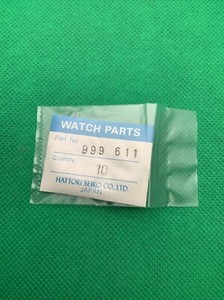 WATCH PARTS
Part No.
999 611
Quantity
10
HATTORI SEIKO CO., LTD.
JAPAN